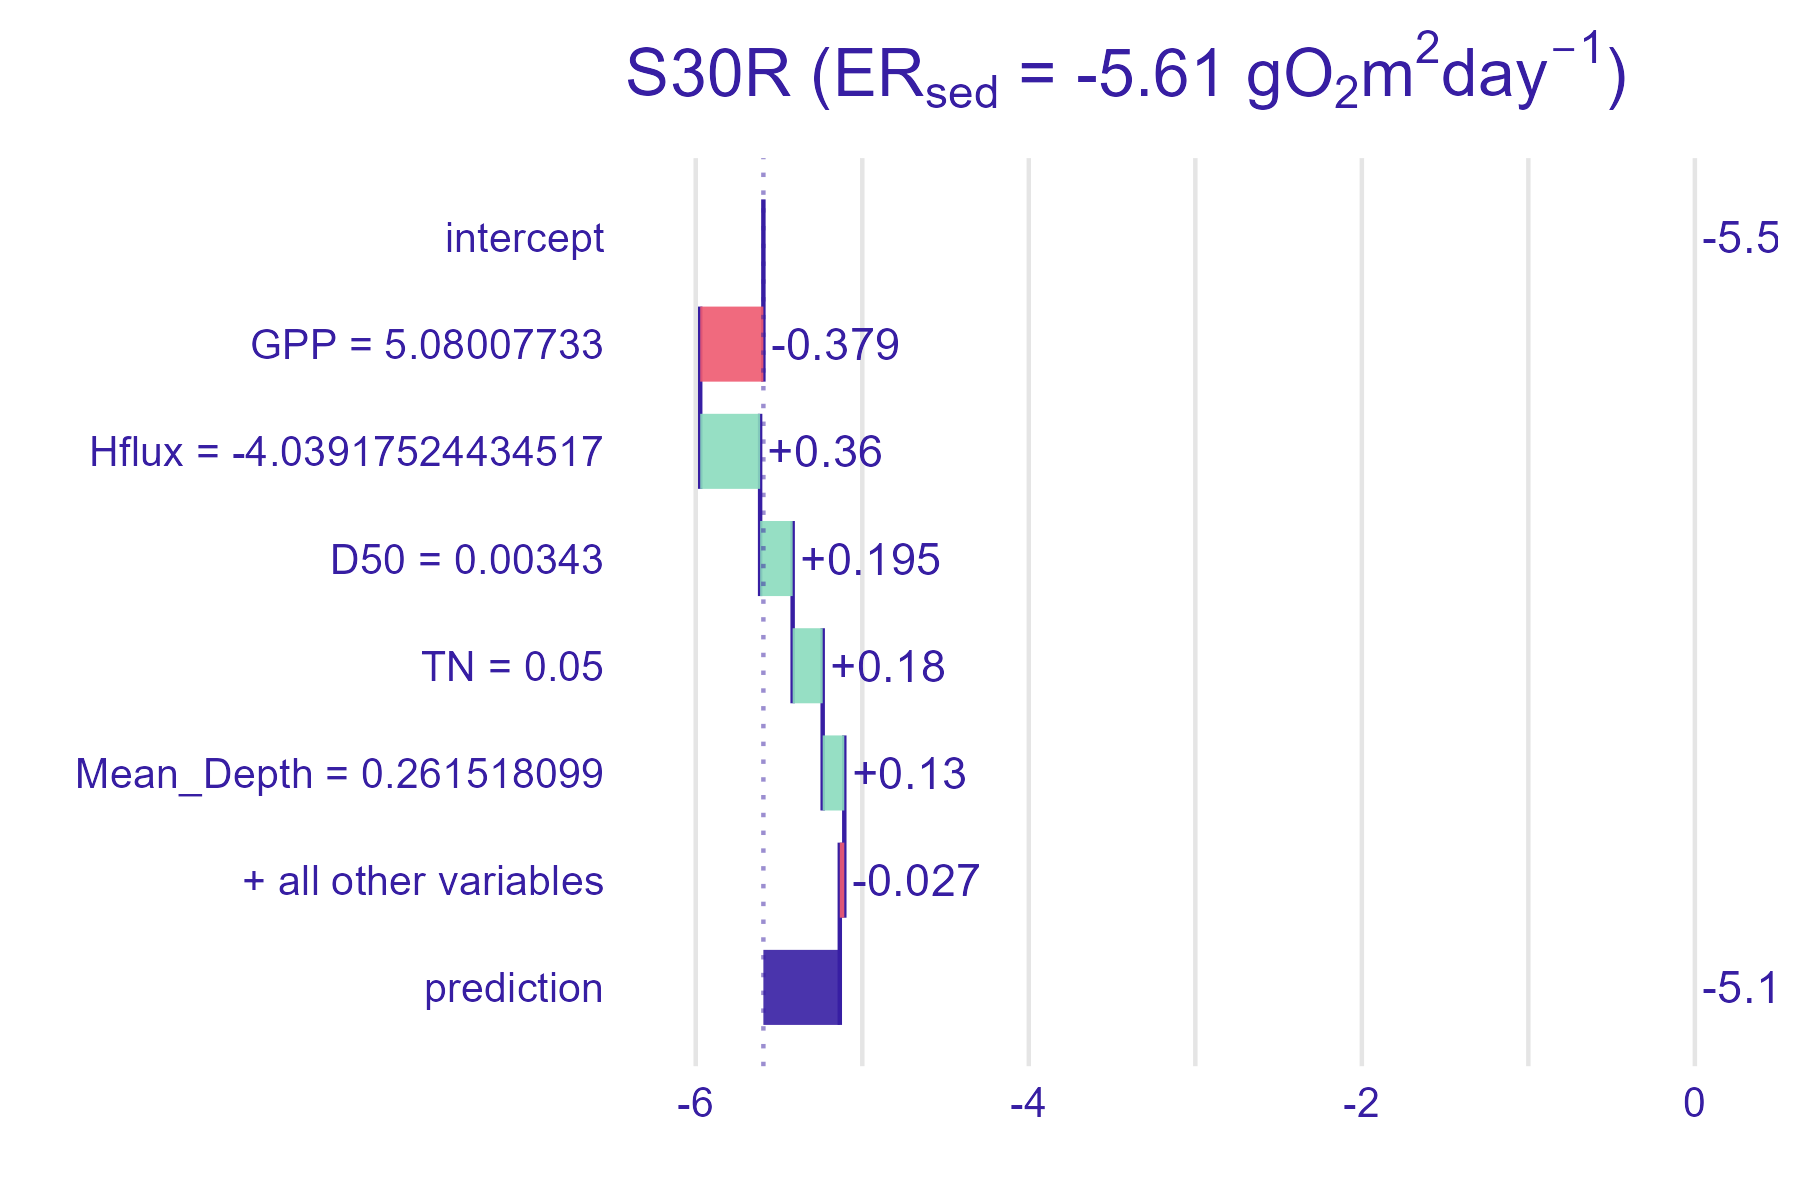 S30R (ERsed = -5.61 gO2m2day−1)
intercept -5.5
GPP = 5.08007733 -0.379
Hflux = -4.03917524434517 +0.36
D50 = 0.00343 +0.195
TN = 0.05 +0.18
Mean_Depth = 0.261518099 +0.13
+ all other variables -0.027
prediction -5.1
-6 -4 -2 0